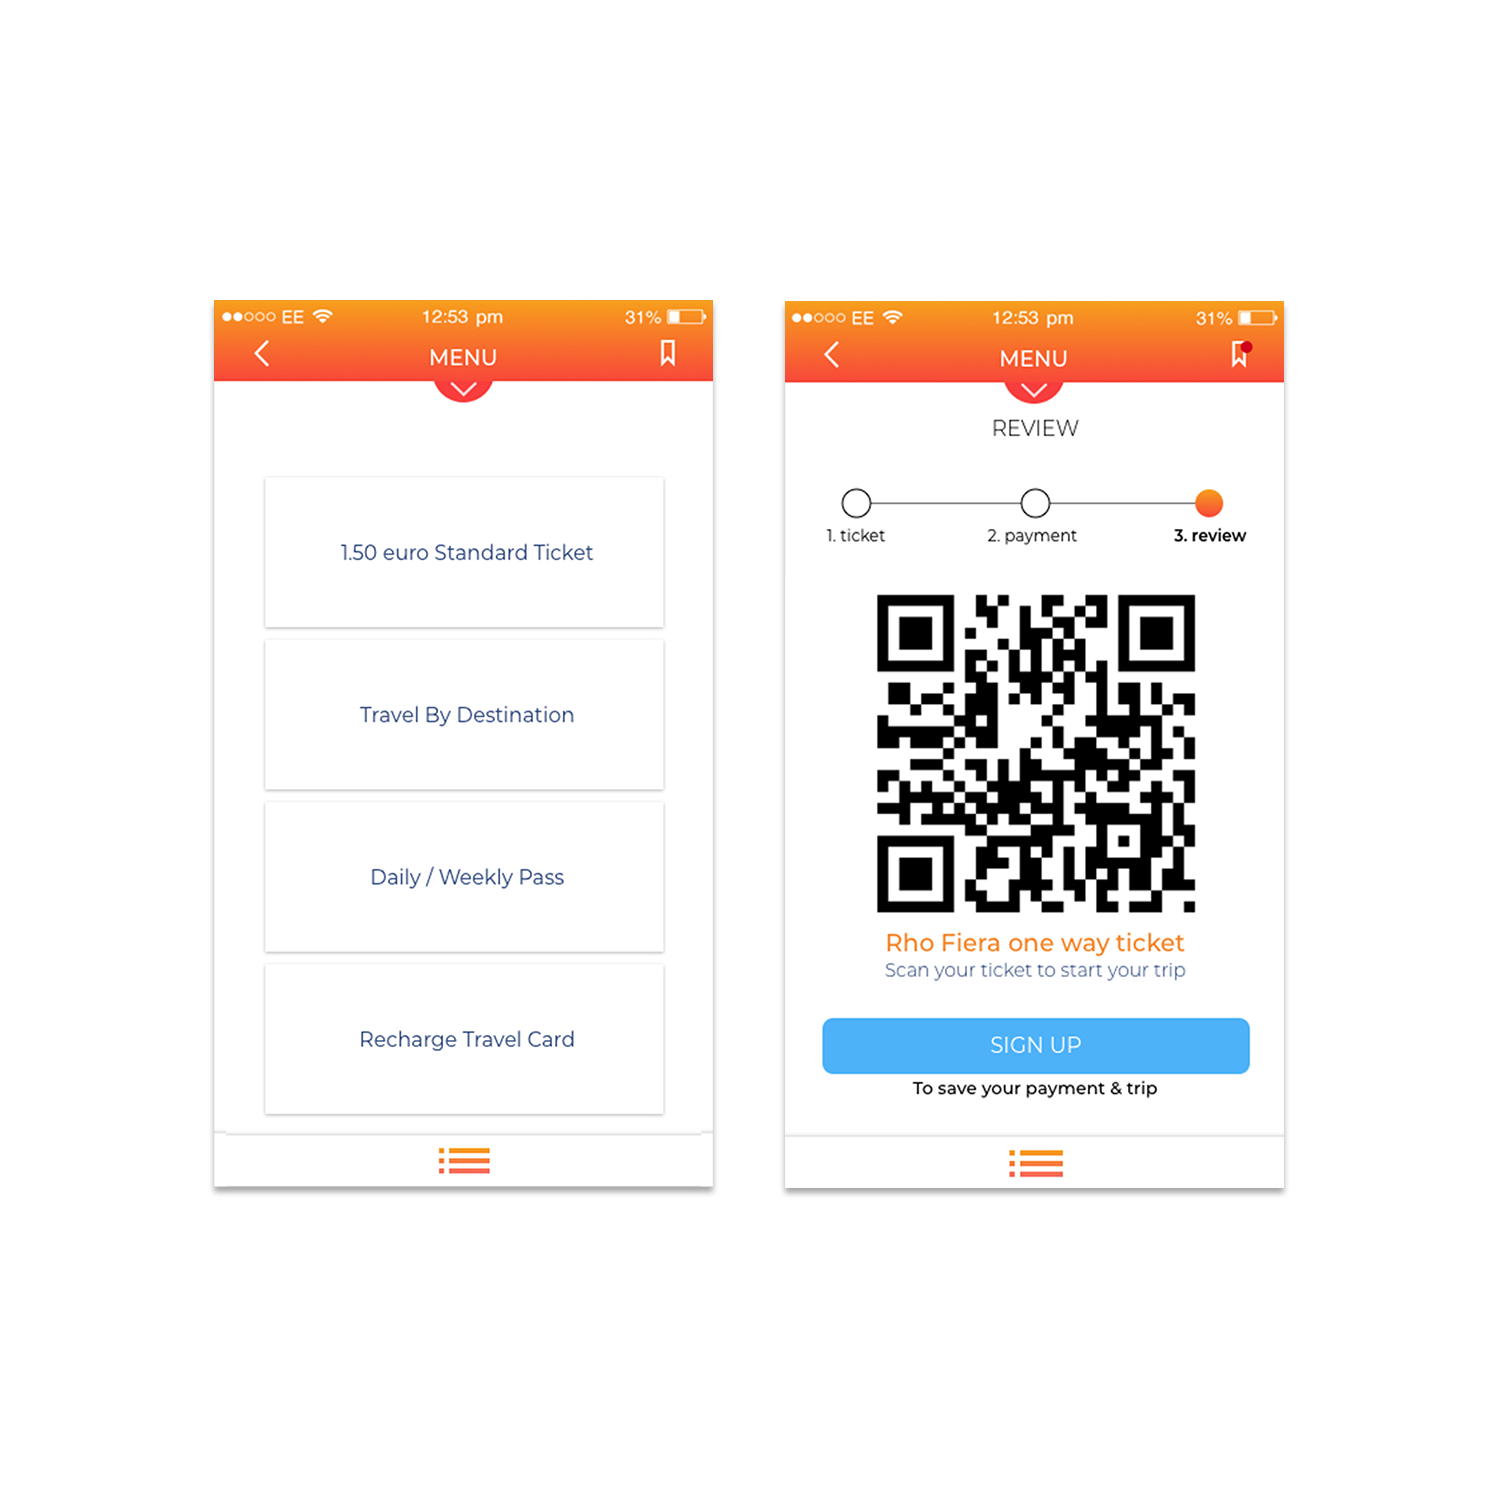 EE 12:53 pm 31%
MENU
1.50 euro Standard Ticket
Travel By Destination
Daily / Weekly Pass
Recharge Travel Card
EE 12:53 pm 31%
MENU
REVIEW
1. ticket 2. payment 3. review
Rho Fiera one way ticket
Scan your ticket to start your trip
SIGN UP
To save your payment & trip